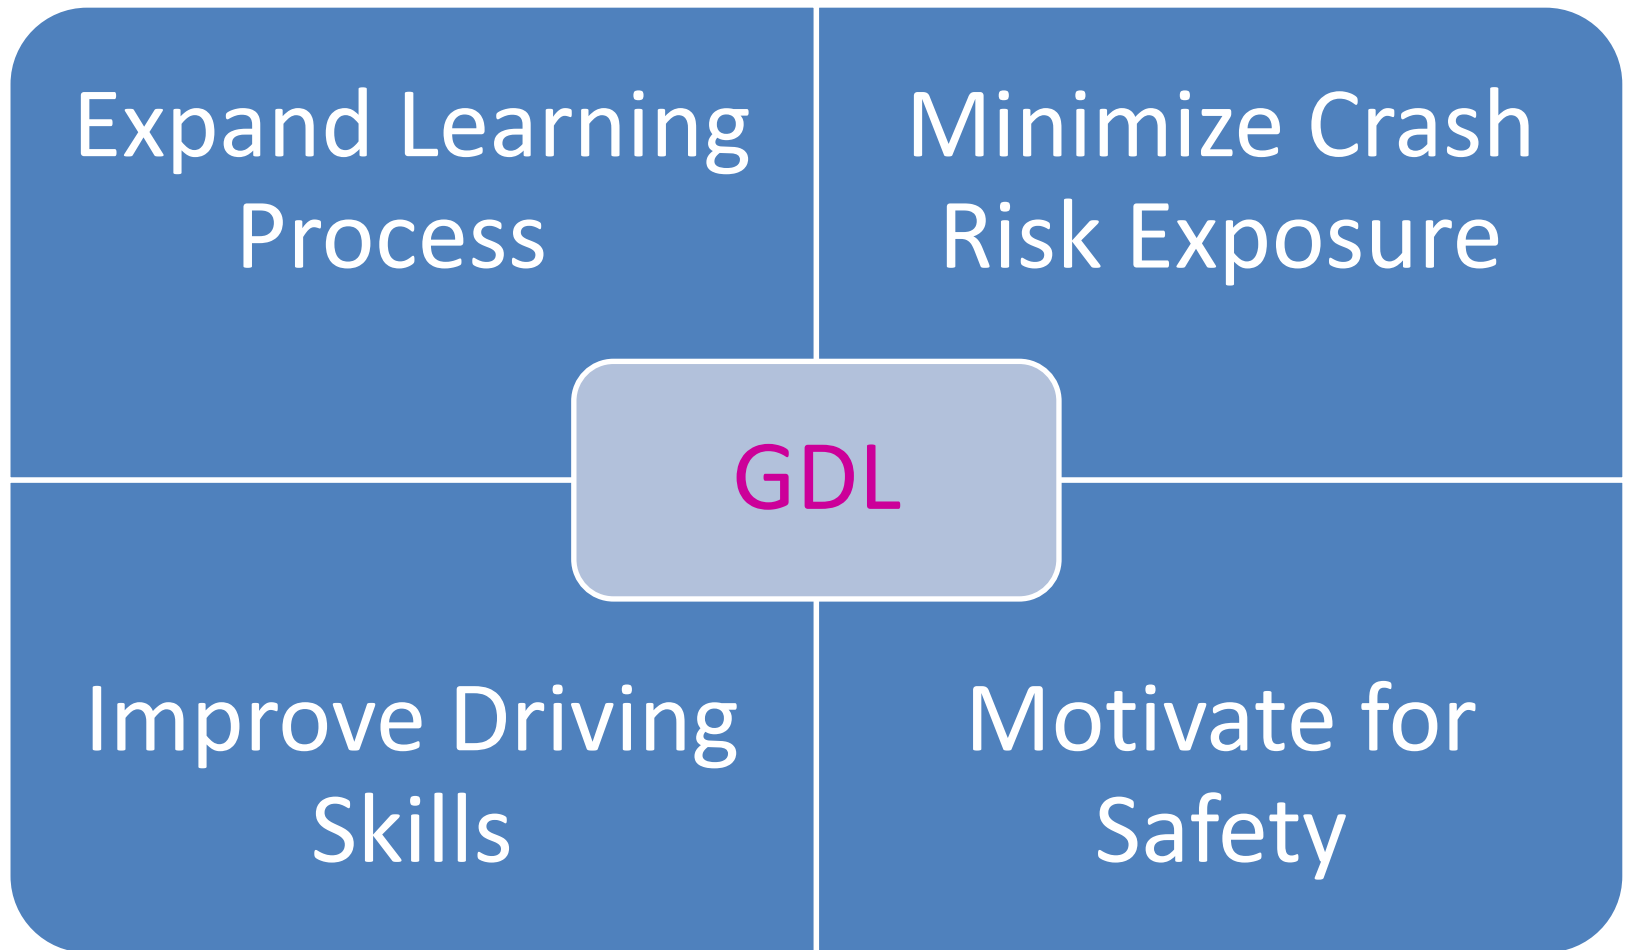 Expand Learning
Process
Minimize Crash
Risk Exposure
GDL
Improve Driving
Skills
Motivate for
Safety